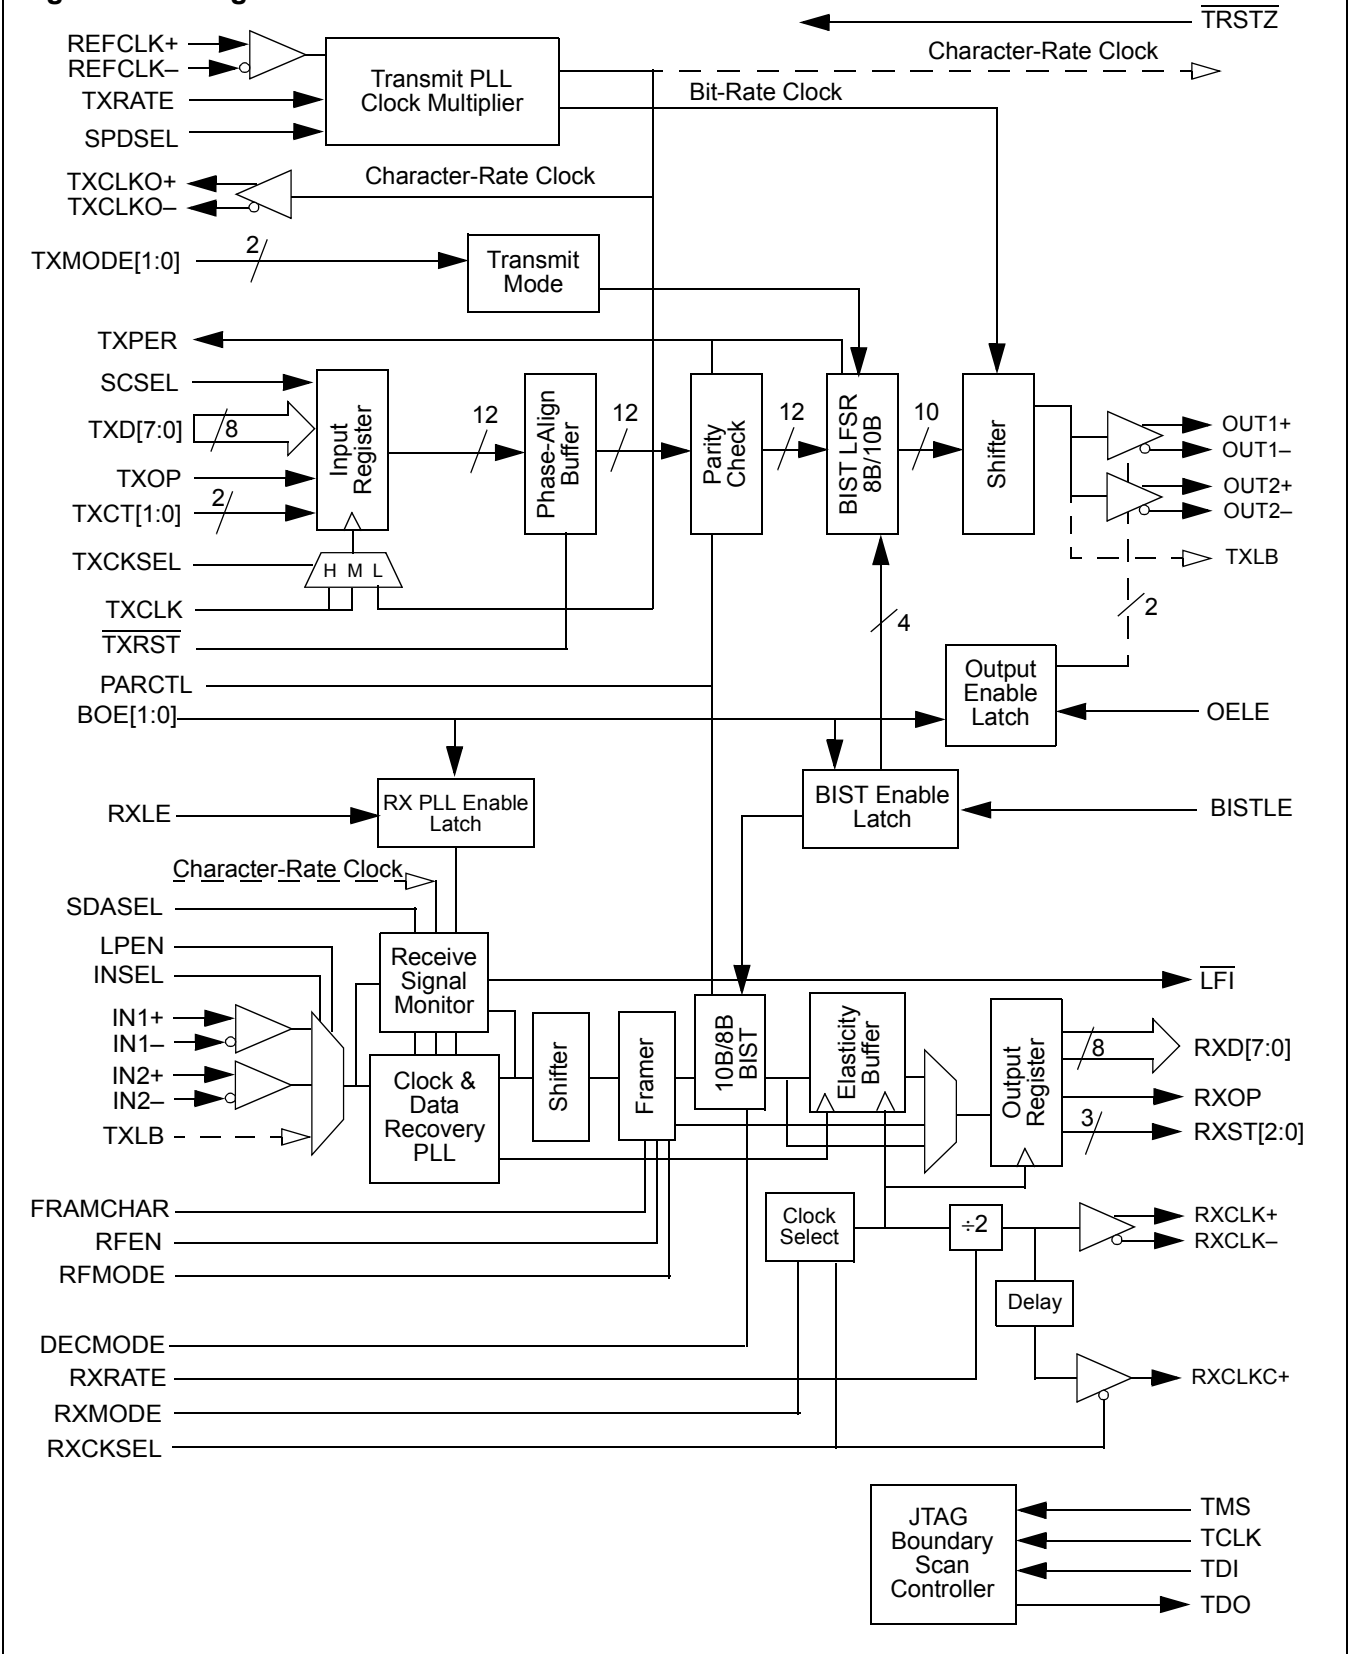 TRSTZ
REFCLK+
REFCLK–
TXRATE
SPDSEL
Transmit PLL
Clock Multiplier
Character-Rate Clock
Bit-Rate Clock
TXCLKO+
TXCLKO–
Character-Rate Clock
TXMODE[1:0]
2
Transmit
Mode
TXPER
SCSEL
TXD[7:0]
8
TXOP
TXCT[1:0]
2
Input
Register
12
Phase-Align
Buffer
12
Parity
Check
12
BIST LFSR
8B/10B
10
Shifter
OUT1+
OUT1–
OUT2+
OUT2–
TXLB
2
TXCKSEL
H M L
TXCLK
TXRST
4
PARCTL
BOE[1:0]
Output
Enable
Latch
OELE
RXLE
RX PLL Enable
Latch
BIST Enable
Latch
BISTLE
Character-Rate Clock
SDASEL
LPEN
INSEL
Receive
Signal
Monitor
LFI
IN1+
IN1–
IN2+
IN2–
TXLB
Clock &
Data
Recovery
PLL
Shifter
Framer
10B/8B
BIST
Elasticity
Buffer
Output
Register
8
RXD[7:0]
RXOP
3
RXST[2:0]
FRAMCHAR
RFEN
RFMODE
Clock
Select
÷2
RXCLK+
RXCLK–
Delay
DECMODE
RXRATE
RXCLKC+
RXMODE
RXCKSEL
JTAG
Boundary
Scan
Controller
TMS
TCLK
TDI
TDO